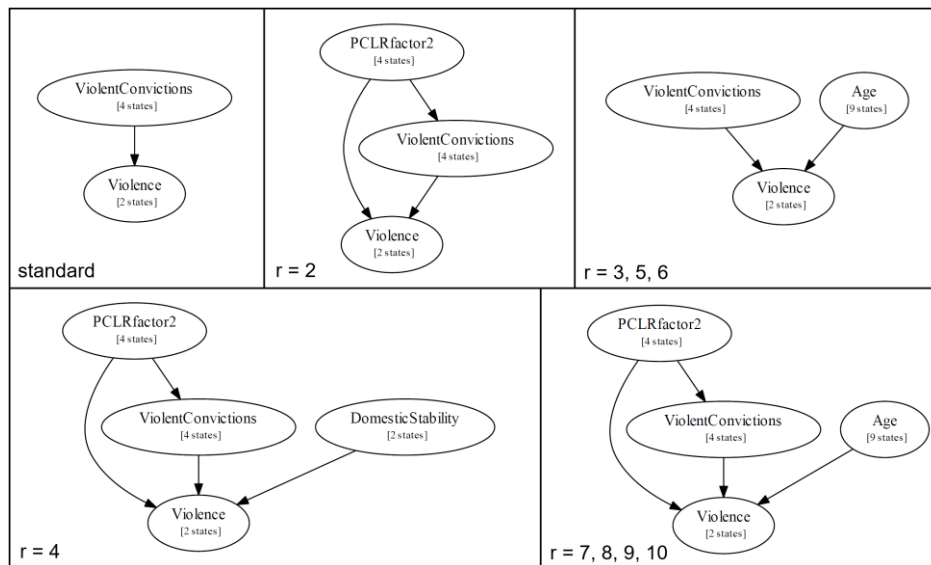 ViolentConvictions
[4 states]
Violence
[2 states]
standard
PCLRfactor2
[4 states]
ViolentConvictions
[4 states]
Violence
[2 states]
r = 2
ViolentConvictions
[4 states]
Age
[9 states]
Violence
[2 states]
r = 3, 5, 6
PCLRfactor2
[4 states]
ViolentConvictions
[4 states]
DomesticStability
[2 states]
Violence
[2 states]
r = 4
PCLRfactor2
[4 states]
ViolentConvictions
[4 states]
Age
[9 states]
Violence
[2 states]
r = 7, 8, 9, 10